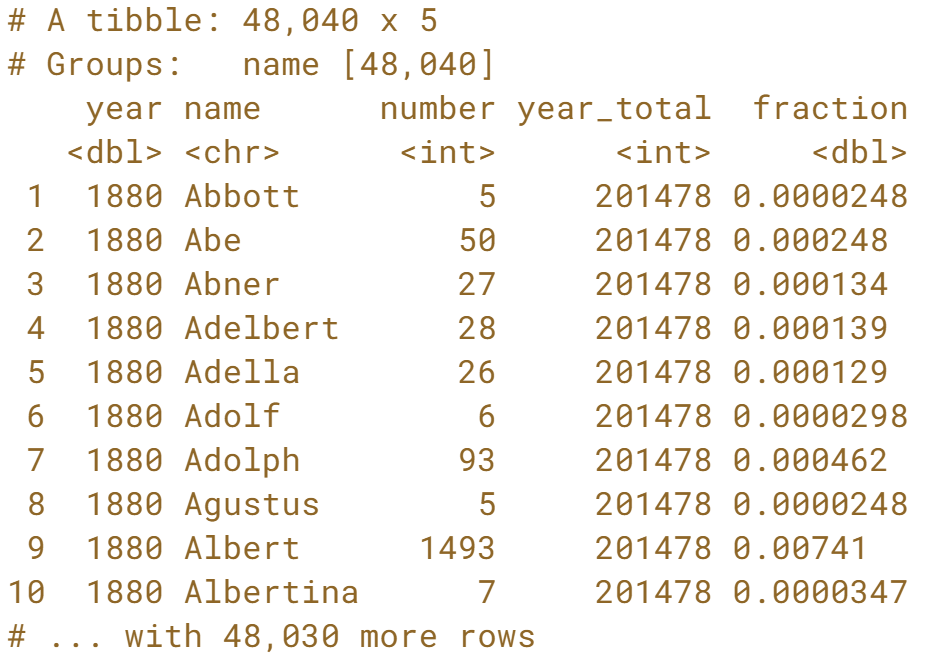 # A tibble: 48,040 x 5
# Groups:   name [48,040]
    year name      number year_total  fraction
   <dbl> <chr>      <int>      <int>     <dbl>
 1  1880 Abbott         5     201478 0.0000248
 2  1880 Abe           50     201478 0.000248
 3  1880 Abner         27     201478 0.000134
 4  1880 Adelbert      28     201478 0.000139
 5  1880 Adella        26     201478 0.000129
 6  1880 Adolf          6     201478 0.0000298
 7  1880 Adolph        93     201478 0.000462
 8  1880 Agustus        5     201478 0.0000248
 9  1880 Albert      1493     201478 0.00741
10  1880 Albertina      7     201478 0.0000347
# ... with 48,030 more rows